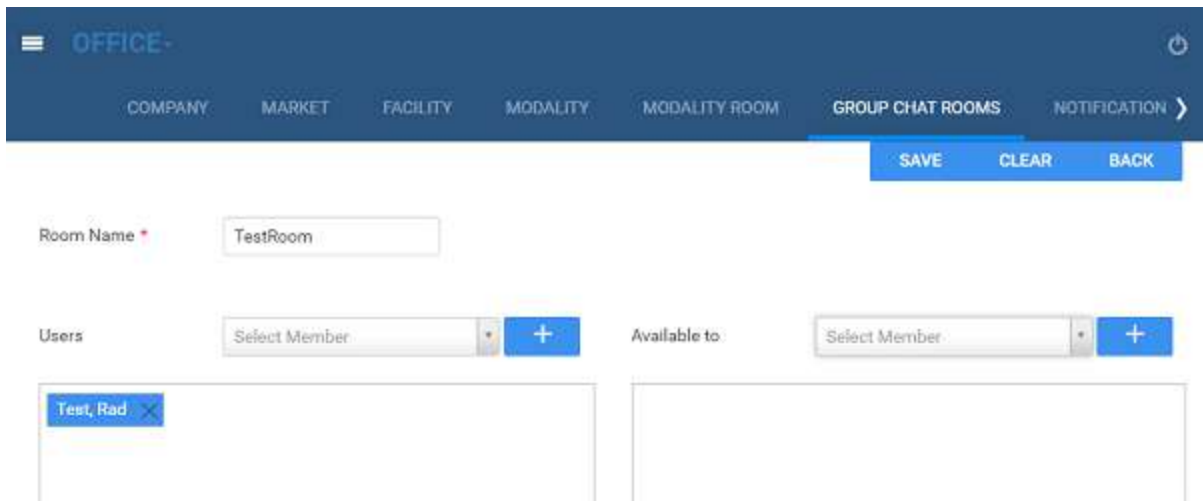 OFFICE-
COMPANY MARKET FACILITY MODALITY MODALITY ROOM GROUP CHAT ROOMS NOTIFICATION
SAVE CLEAR BACK
Room Name * TestRoom
Users Select Member + Available to Select Member +
Test, Rad